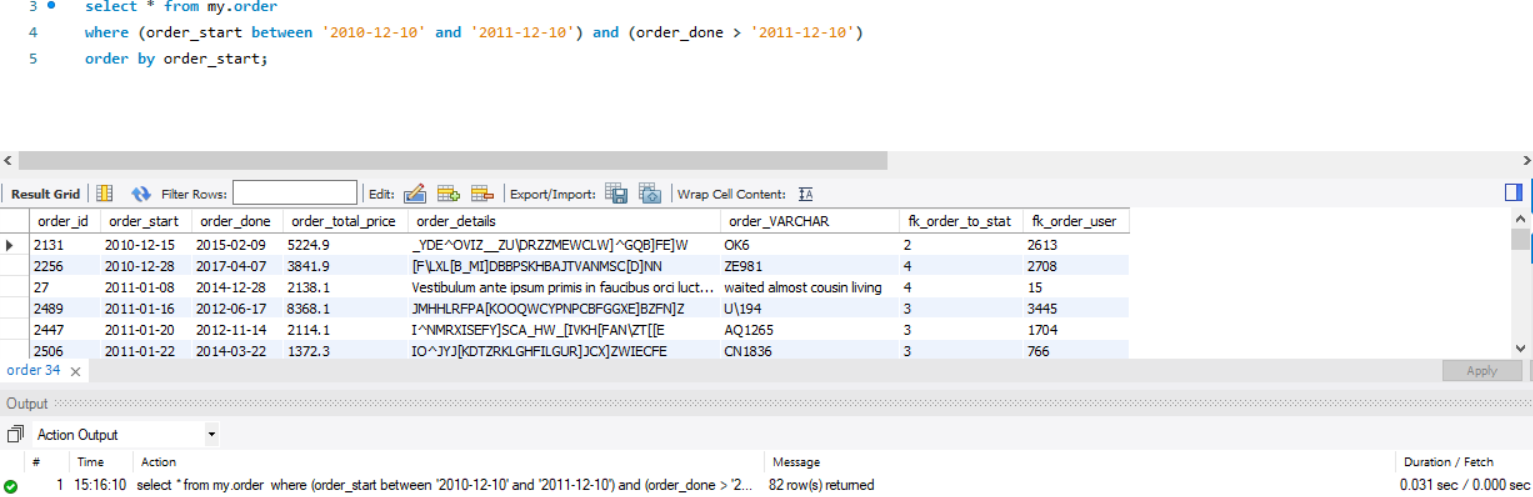 3 select * from my.order
4 where (order_start between '2010-12-10' and '2011-12-10') and (order_done > '2011-12-10')
5 order by order_start;
Result Grid Filter Rows: Edit: Export/Import: Wrap Cell Content:
order_id order_start order_done order_total_price order_details order_VARCHAR fk_order_to_stat fk_order_user
2131 2010-12-15 2015-02-09 5224.9 _YDE^OVIZ__ZU\DRZZMEWCLW]^GQB]FE]W OK6 2 2613
2256 2010-12-28 2017-04-07 3841.9 [F\LXL[B_MI]DBBPSKHBAJTVANMSC[D]NN ZE981 4 2708
27 2011-01-08 2014-12-28 2138.1 Vestibulum ante ipsum primis in faucibus orci luct... waited almost cousin living 4 15
2489 2011-01-16 2012-06-17 8368.1 JMHHLRFPA[KOOQWCYPNPCBFGGXE]BZFN]Z U\194 3 3445
2447 2011-01-20 2012-11-14 2114.1 I^NMRXISEFY]SCA_HW_[IVKH[FAN\ZT[[E AQ1265 3 1704
2506 2011-01-22 2014-03-22 1372.3 IO^JYJ[KDTZRKLGHFILGUR]JCX]ZWIECFE CN1836 3 766
order 34 Apply
Output
Action Output
# Time Action Message Duration / Fetch
1 15:16:10 select * from my.order where (order_start between '2010-12-10' and '2011-12-10') and (order_done > '2... 82 row(s) returned 0.031 sec / 0.000 sec